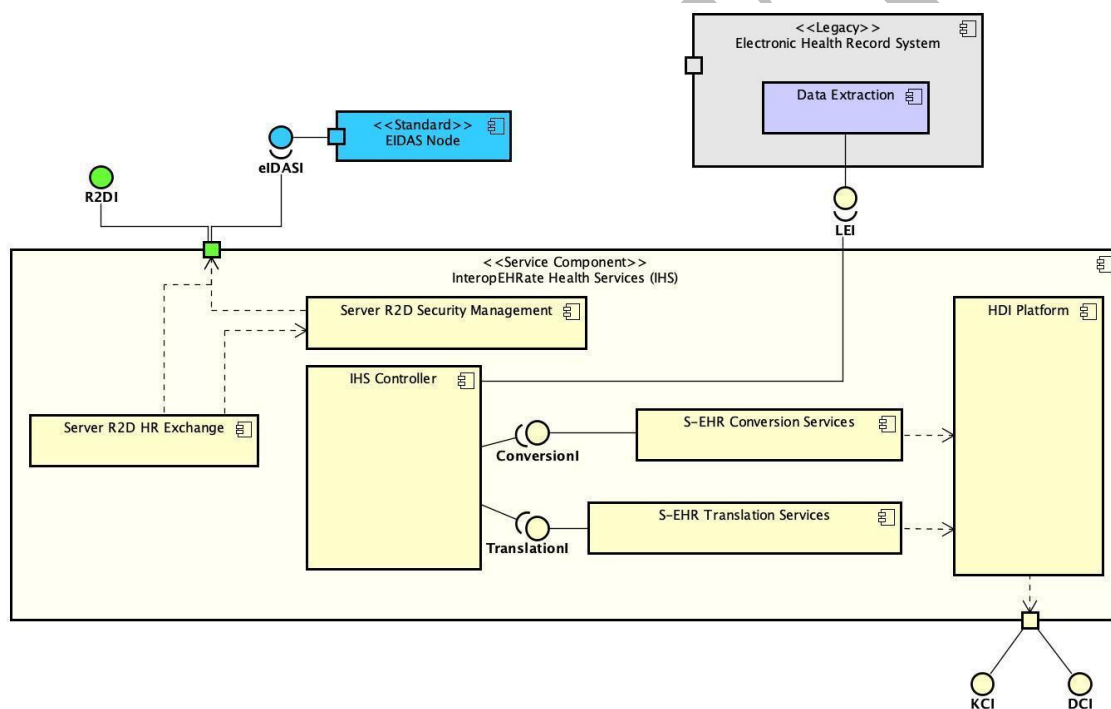 <<Legacy>>
Electronic Health Record System
Data Extraction
<<Standard>>
EIDAS Node
eIDASI
R2DI
LEI
<<Service Component>>
InteropEHRate Health Services (IHS)
Server R2D Security Management
HDI Platform
IHS Controller
Server R2D HR Exchange
S-EHR Conversion Services
ConversionI
S-EHR Translation Services
TranslationI
KCI
DCI